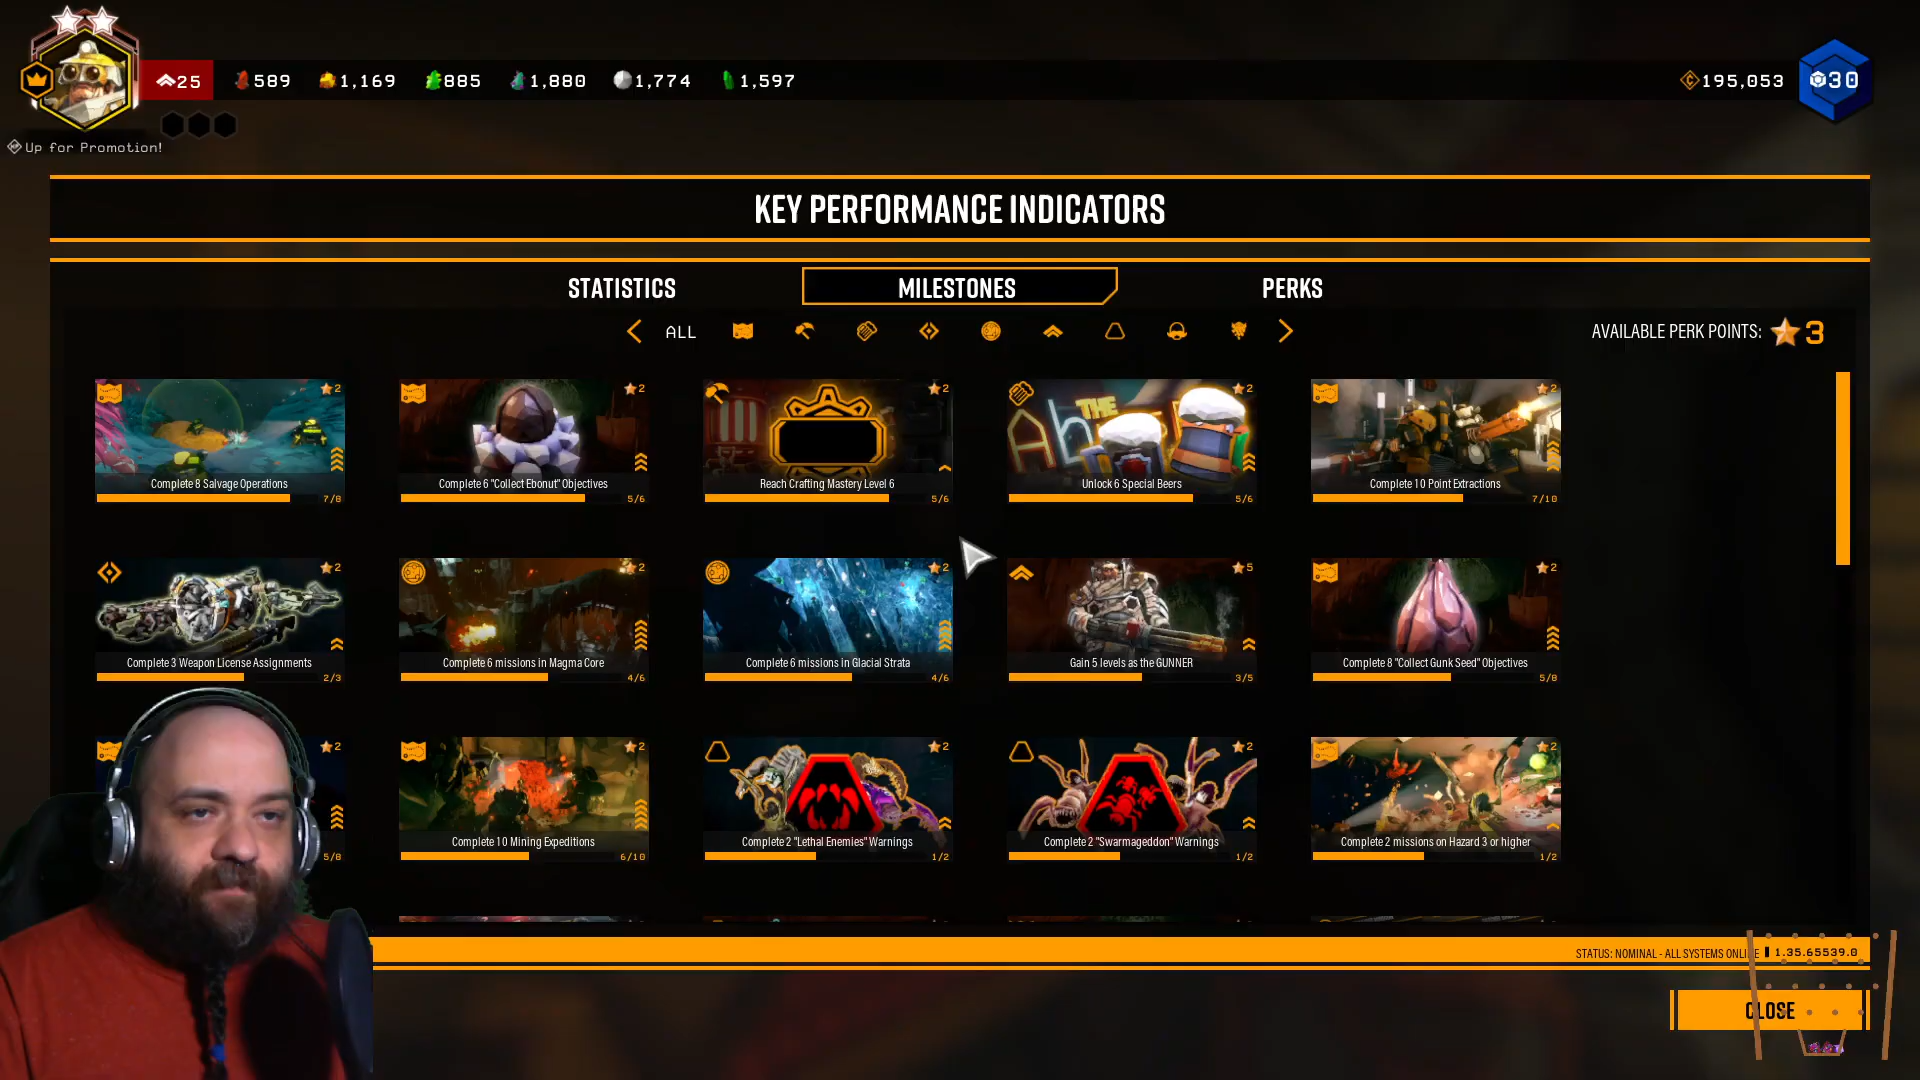 25 589 1,169 885 1,880 1,774 1,597 195,053 30
Up for Promotion!
KEY PERFORMANCE INDICATORS
STATISTICS MILESTONES PERKS
ALL AVAILABLE PERK POINTS: 3
2 2 2 2 2
Ab THE
Complete 8 Salvage Operations Complete 6 "Collect Ebonut" Objectives Reach Crafting Mastery Level 6 Unlock 6 Special Beers Complete 10 Point Extractions
7/8 5/6 5/6 5/6 7/10
2 2 2 5 2
Complete 3 Weapon License Assignments Complete 6 missions in Magma Core Complete 6 missions in Glacial Strata Gain 5 levels as the GUNNER Complete 8 "Collect Gunk Seed" Objectives
2/3 4/6 4/6 3/5 5/8
2 2 2 2 2
Complete 10 Mining Expeditions Complete 2 "Lethal Enemies" Warnings Complete 2 "Swarmageddon" Warnings Complete 2 missions on Hazard 3 or higher
5/8 6/10 1/2 1/2 1/2
STATUS: NOMINAL - ALL SYSTEMS ONLINE 1.35.65539.0
CLOSE